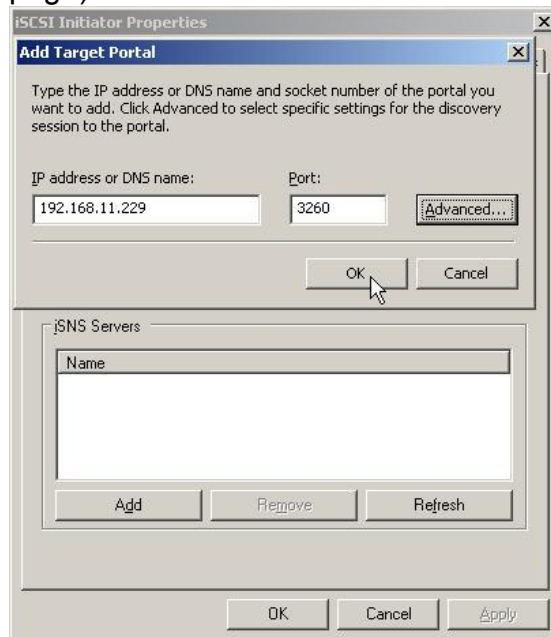 page)
iSCSI Initiator Properties
Add Target Portal
Type the IP address or DNS name and socket number of the portal you
want to add. Click Advanced to select specific settings for the discovery
session to the portal.
IP address or DNS name: Port:
192.168.11.229 3260 Advanced...
OK Cancel
iSNS Servers
Name
Add Remove Refresh
OK Cancel Apply